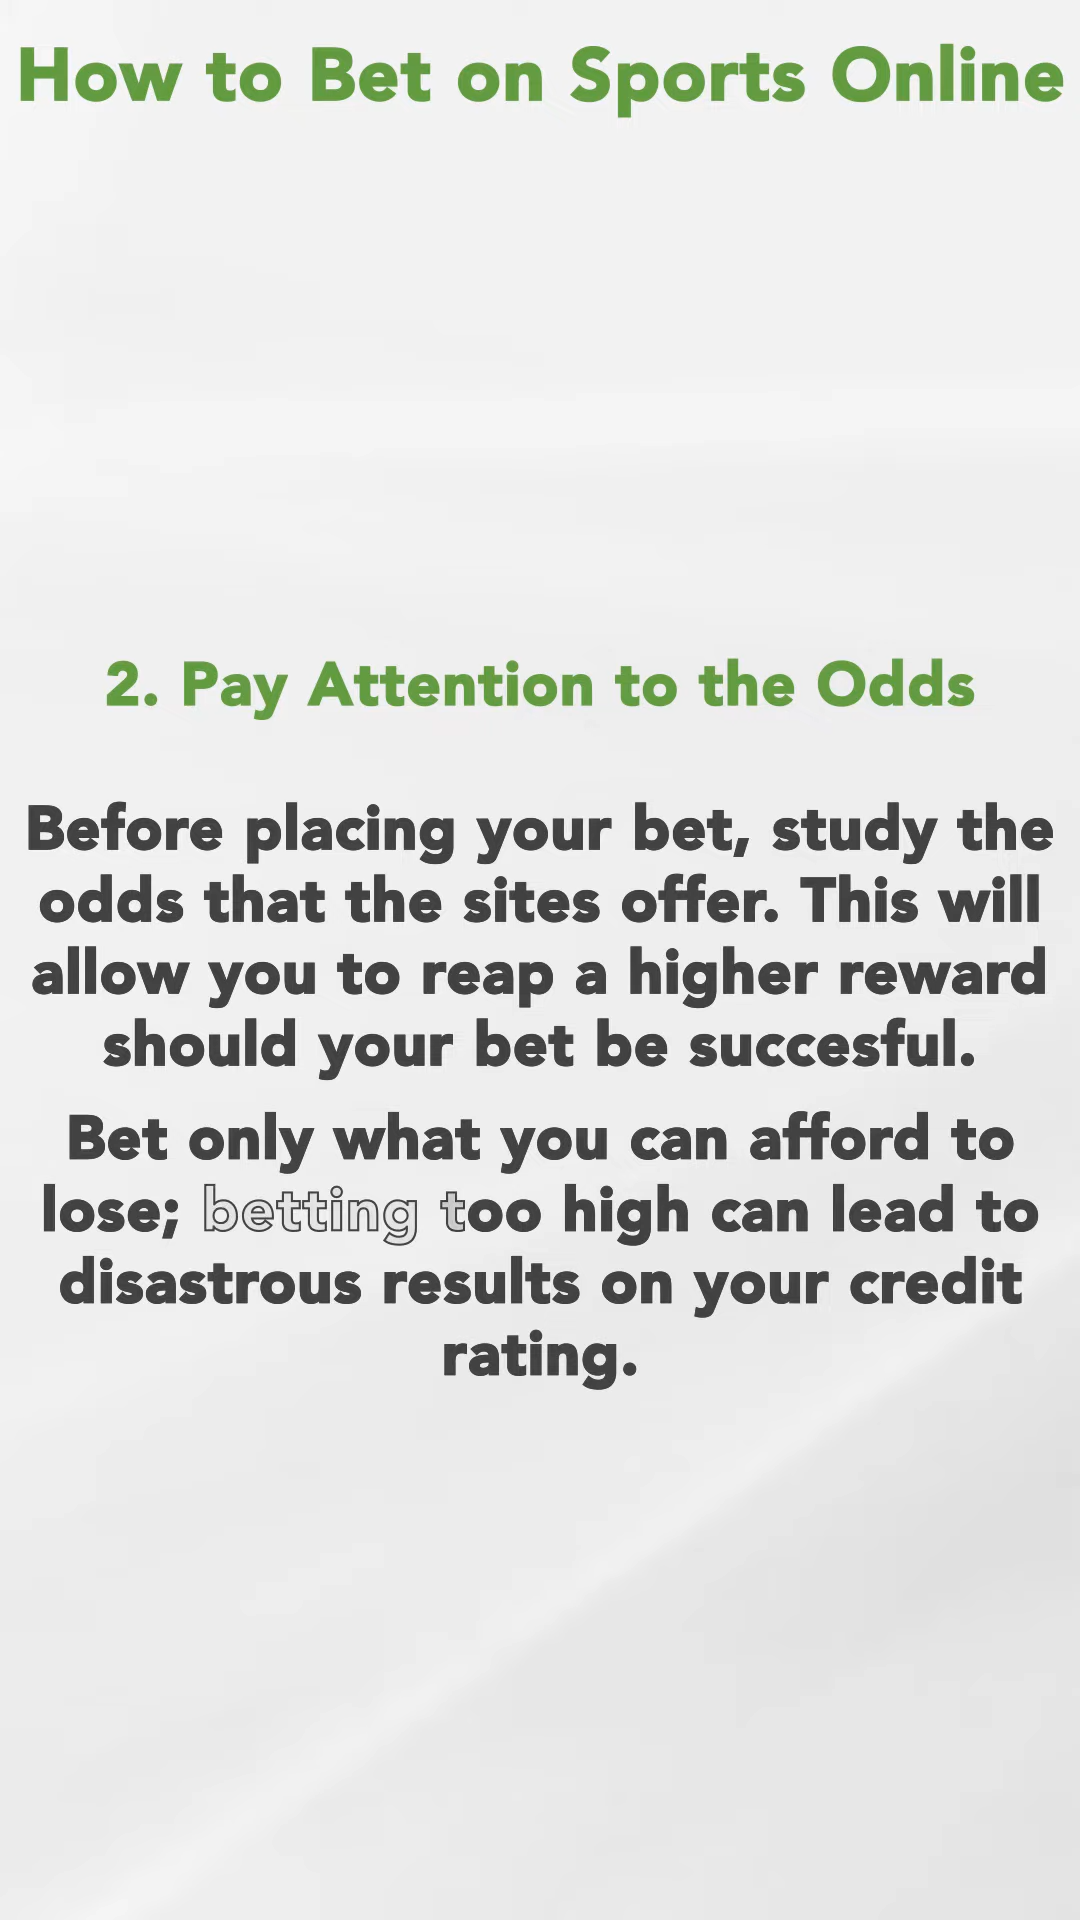 How to Bet on Sports Online
2. Pay Attention to the Odds
Before placing your bet, study the
odds that the sites offer. This will
allow you to reap a higher reward
should your bet be succesful.
Bet only what you can afford to
lose; betting too high can lead to
disastrous results on your credit
rating.